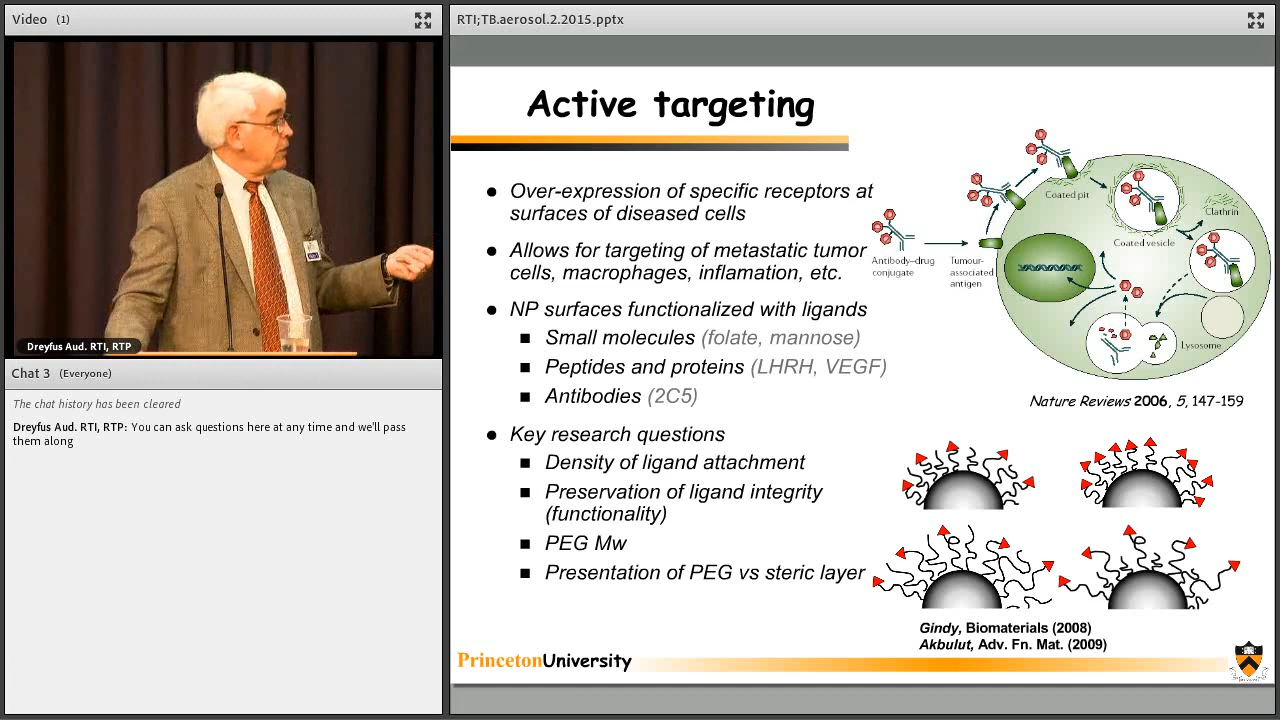 Video (1)
Dreyfus Aud. RTI, RTP
Chat 3 (Everyone)
The chat history has been cleared
Dreyfus Aud. RTI, RTP: You can ask questions here at any time and we'll pass
them along
RTI;TB.aerosol.2.2015.pptx
Active targeting
● Over-expression of specific receptors at
surfaces of diseased cells
● Allows for targeting of metastatic tumor
cells, macrophages, inflamation, etc.
● NP surfaces functionalized with ligands
■ Small molecules (folate, mannose)
■ Peptides and proteins (LHRH, VEGF)
■ Antibodies (2C5)
● Key research questions
■ Density of ligand attachment
■ Preservation of ligand integrity
(functionality)
■ PEG Mw
■ Presentation of PEG vs steric layer
Coated pit
Clathrin
Coated vesicle
Antibody–drug
conjugate
Tumour-
associated
antigen
Lysosome
Nature Reviews 2006, 5, 147-159
Gindy, Biomaterials (2008)
Akbulut, Adv. Fn. Mat. (2009)
PrincetonUniversity